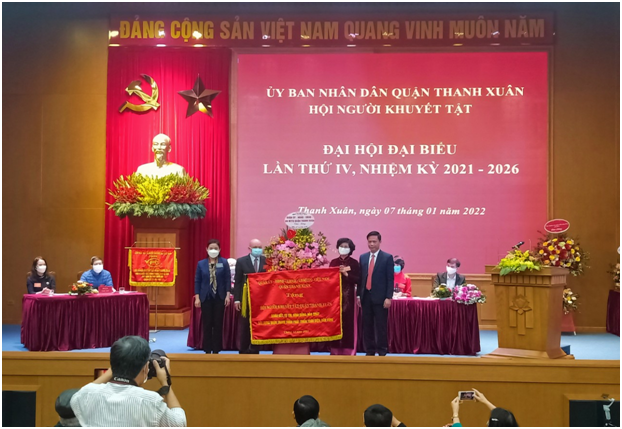 ĐẢNG CỘNG SẢN VIỆT NAM QUANG VINH MUÔN NĂM
ỦY BAN NHÂN DÂN QUẬN THANH XUÂN
HỘI NGƯỜI KHUYẾT TẬT
ĐẠI HỘI ĐẠI BIỂU
LẦN THỨ IV, NHIỆM KỲ 2021 - 2026
Thanh Xuân, ngày 07 tháng 01 năm 2022
Canon